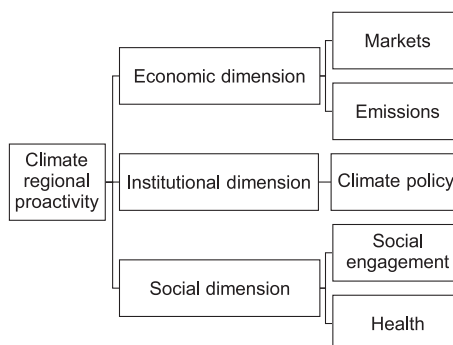 Markets
Economic dimension
Emissions
Climate
regional
proactivity
Institutional dimension
Climate policy
Social
engagement
Social dimension
Health